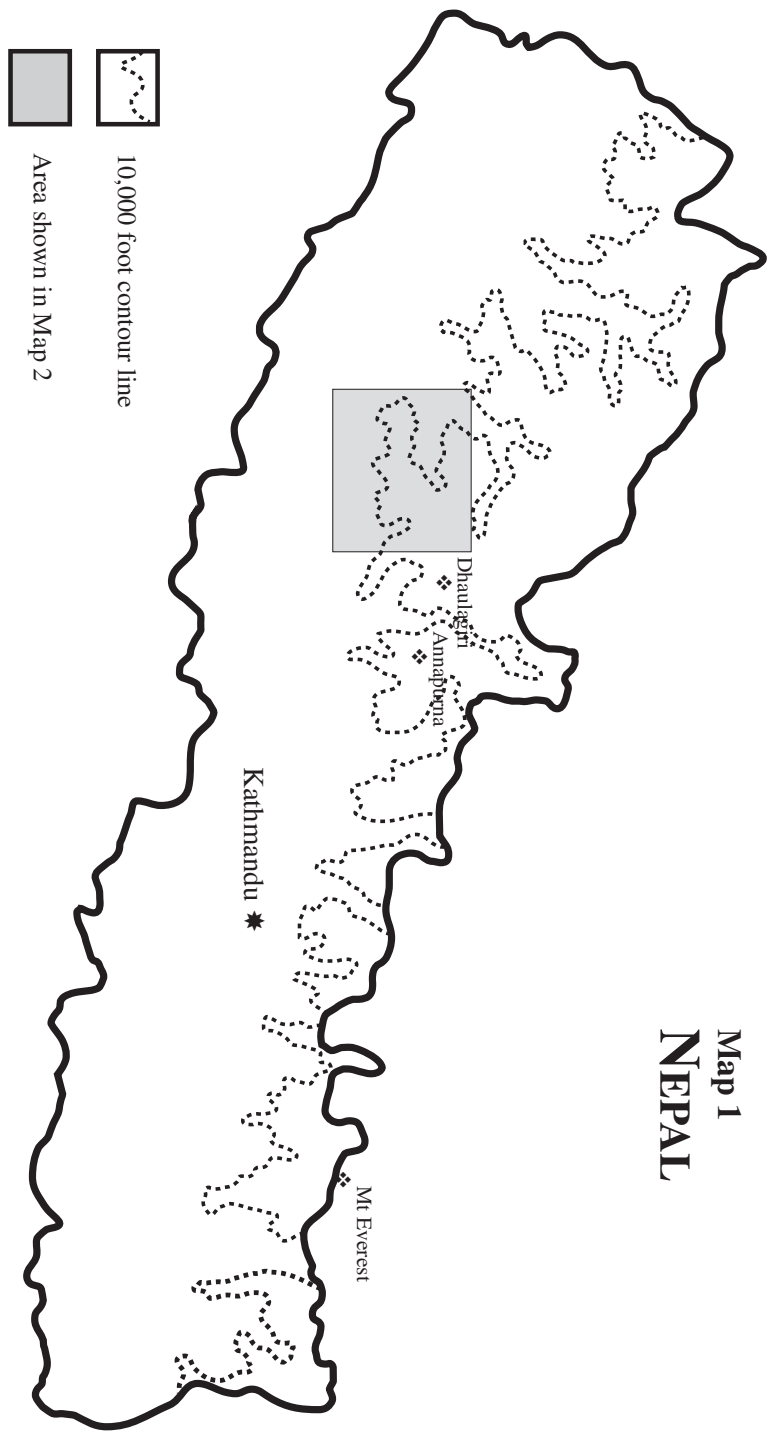 Map 1
NEPAL
Mt Everest
Dhaulagiri
Annapurna
Kathmandu
10,000 foot contour line
Area shown in Map 2